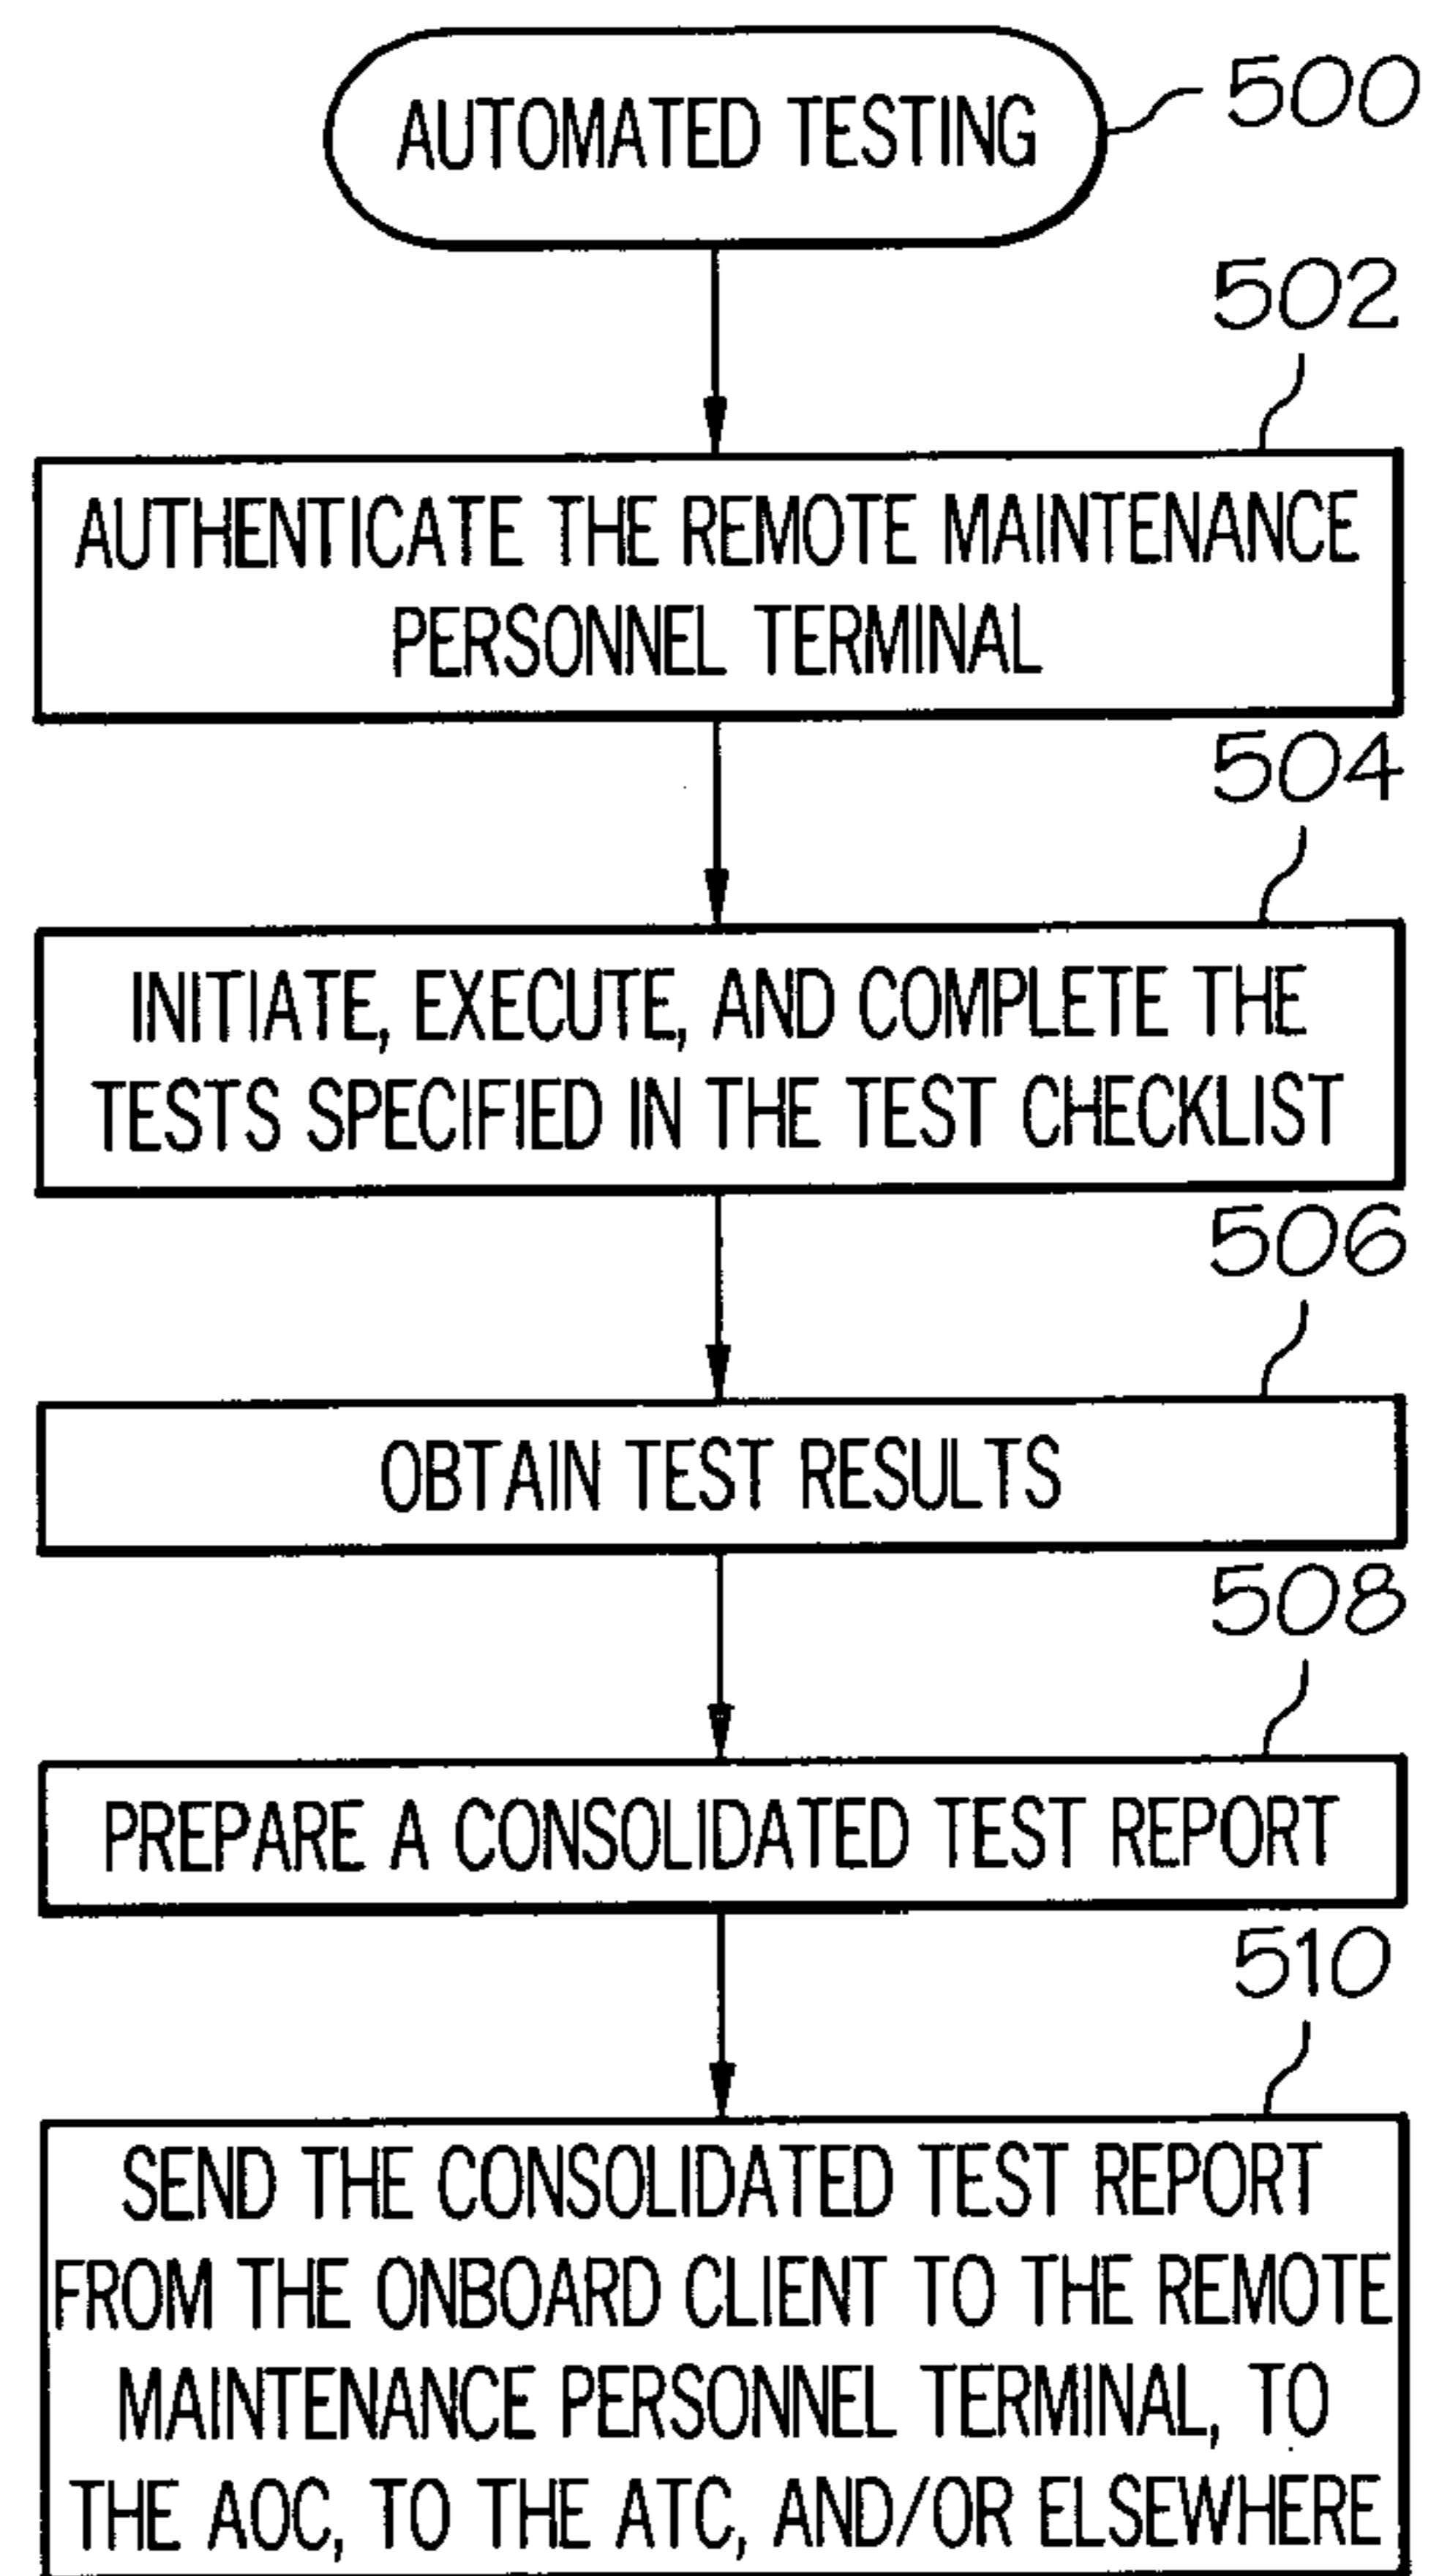 AUTOMATED TESTING
500
502
AUTHENTICATE THE REMOTE MAINTENANCE
PERSONNEL TERMINAL
504
INITIATE, EXECUTE, AND COMPLETE THE
TESTS SPECIFIED IN THE TEST CHECKLIST
506
OBTAIN TEST RESULTS
508
PREPARE A CONSOLIDATED TEST REPORT
510
SEND THE CONSOLIDATED TEST REPORT
FROM THE ONBOARD CLIENT TO THE REMOTE
MAINTENANCE PERSONNEL TERMINAL, TO
THE AOC, TO THE ATC, AND/OR ELSEWHERE